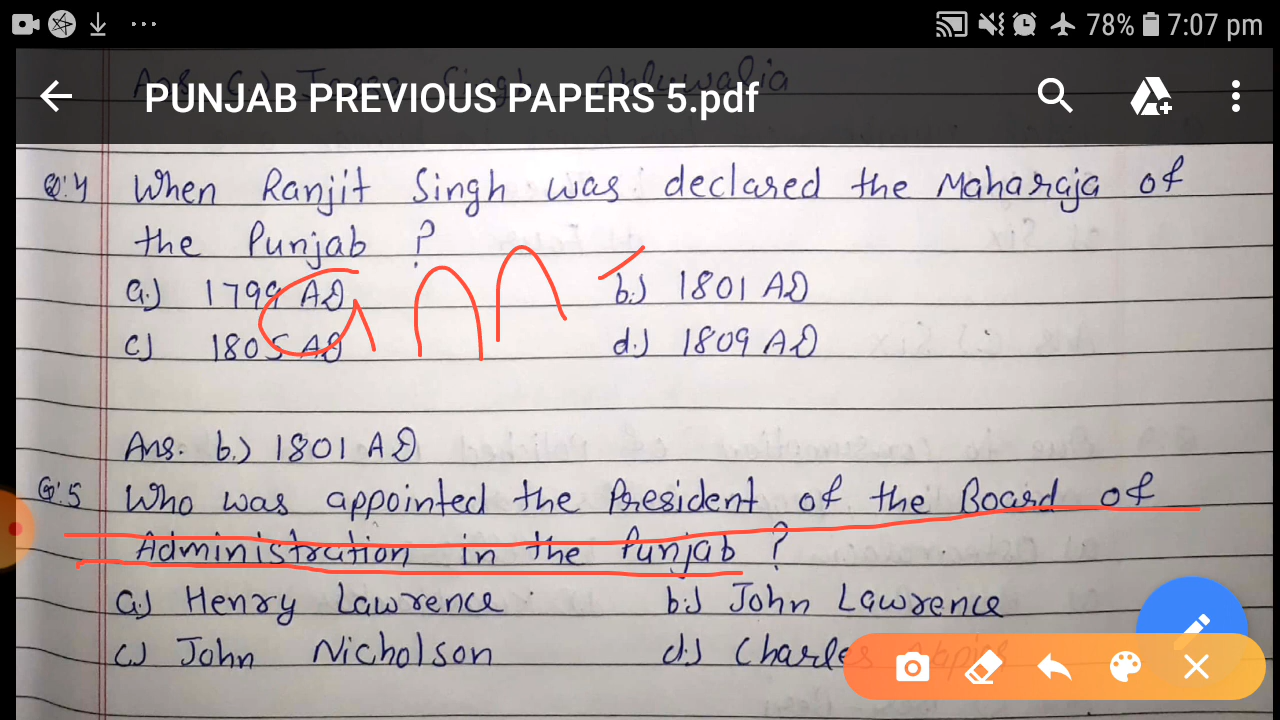 78% 7:07 pm
PUNJAB PREVIOUS PAPERS 5.pdf
Singh Ahluwalia
Q:4 When Ranjit Singh was declared the Maharaja of
the Punjab ?
a.) 1799 AD b.) 1801 AD
c) 1805 AD d.) 1809 AD
Ans. b.) 1801 AD
Q:5 Who was appointed the President of the Board of
Administration in the Punjab ?
a.) Henry Lawrence b.) John Lawrence
c.) John Nicholson d.) Charles